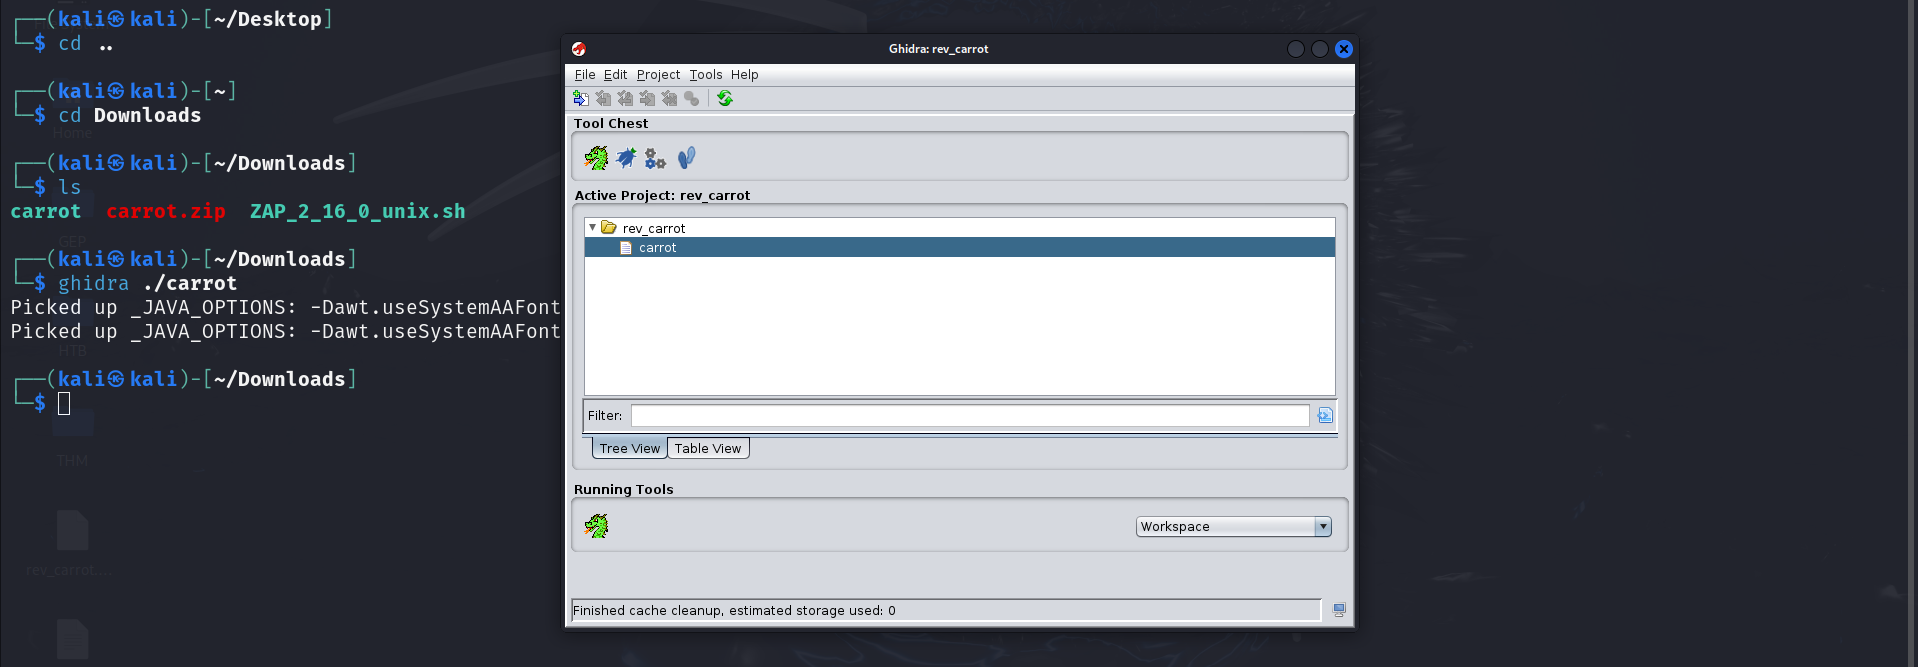 ┌──(kali㉿kali)-[~/Desktop]
└─$ cd ..
┌──(kali㉿kali)-[~]
└─$ cd Downloads
Home
┌──(kali㉿kali)-[~/Downloads]
└─$ ls
carrot  carrot.zip  ZAP_2_16_0_unix.sh
GEP
┌──(kali㉿kali)-[~/Downloads]
└─$ ghidra ./carrot
Picked up _JAVA_OPTIONS: -Dawt.useSystemAAFont
Picked up _JAVA_OPTIONS: -Dawt.useSystemAAFont
HTB
┌──(kali㉿kali)-[~/Downloads]
└─$
THM
rev_carrot....
Ghidra: rev_carrot
File Edit Project Tools Help
Tool Chest
Active Project: rev_carrot
rev_carrot
carrot
Filter:
Tree View Table View
Running Tools
Workspace
Finished cache cleanup, estimated storage used: 0